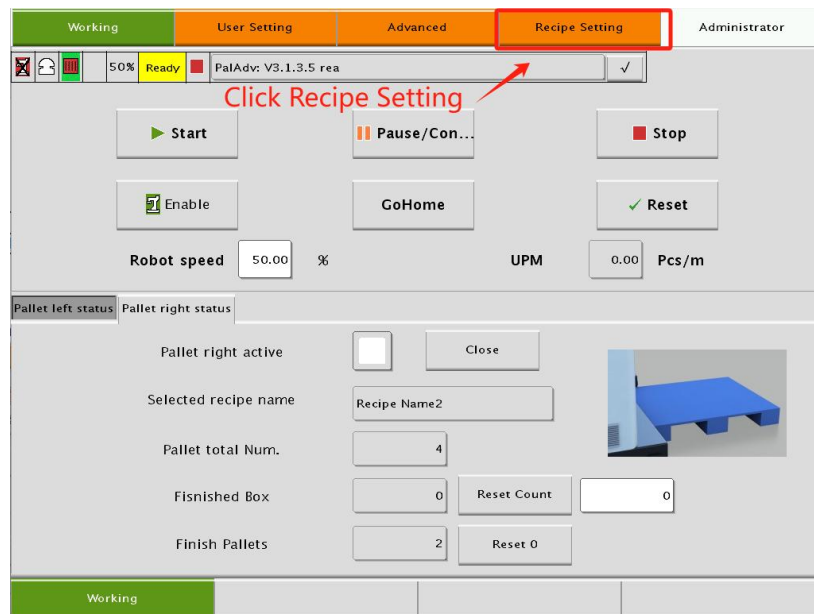 Working User Setting Advanced Recipe Setting Administrator
50% Ready PalAdv: V3.1.3.5 rea √
Click Recipe Setting
Start Pause/Con... Stop
Enable GoHome Reset
Robot speed 50.00 % UPM 0.00 Pcs/m
Pallet left status Pallet right status
Pallet right active Close
Selected recipe name Recipe Name2
Pallet total Num. 4
Fisnished Box 0 Reset Count 0
Finish Pallets 2 Reset 0
Working